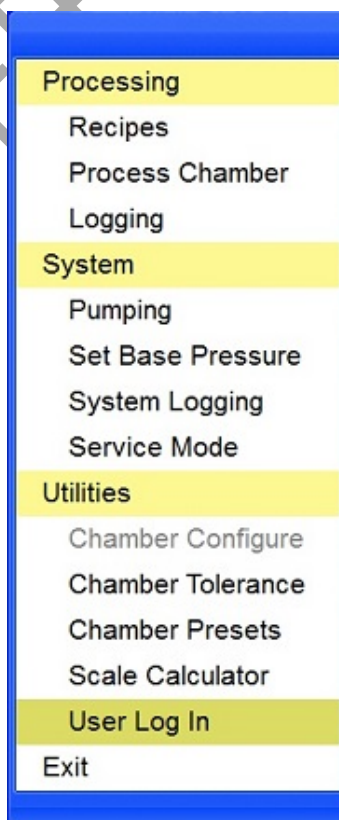 Processing
Recipes
Process Chamber
Logging
System
Pumping
Set Base Pressure
System Logging
Service Mode
Utilities
Chamber Configure
Chamber Tolerance
Chamber Presets
Scale Calculator
User Log In
Exit